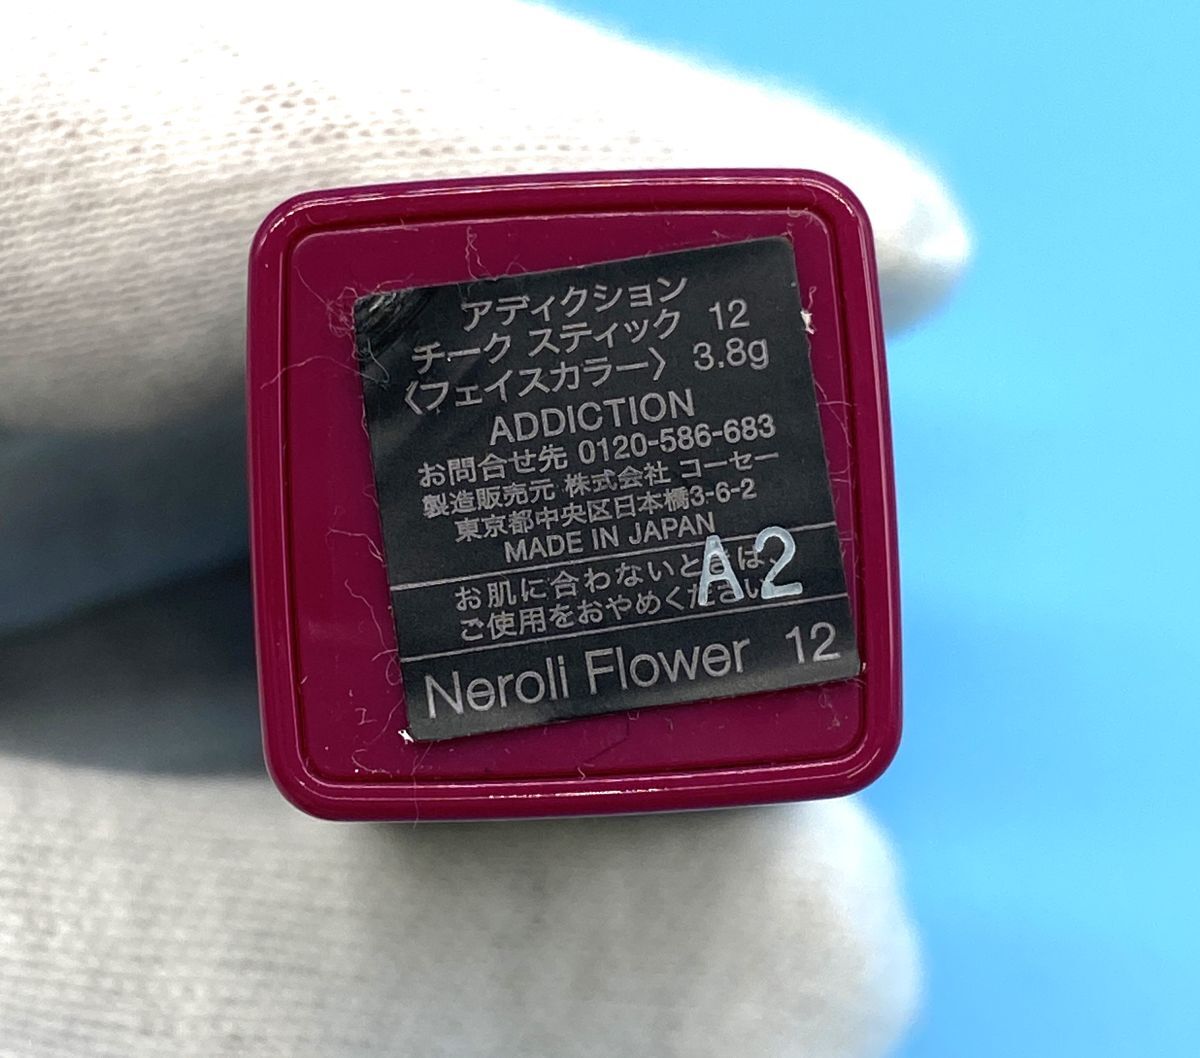 アディクション
チーク スティック 12
〈フェイスカラー〉 3.8g
ADDICTION
お問合せ先 0120-586-683
製造販売元 株式会社 コーセー
東京都中央区日本橋3-6-2
MADE IN JAPAN
お肌に合わないときは、
ご使用をおやめください
A2
Neroli Flower 12